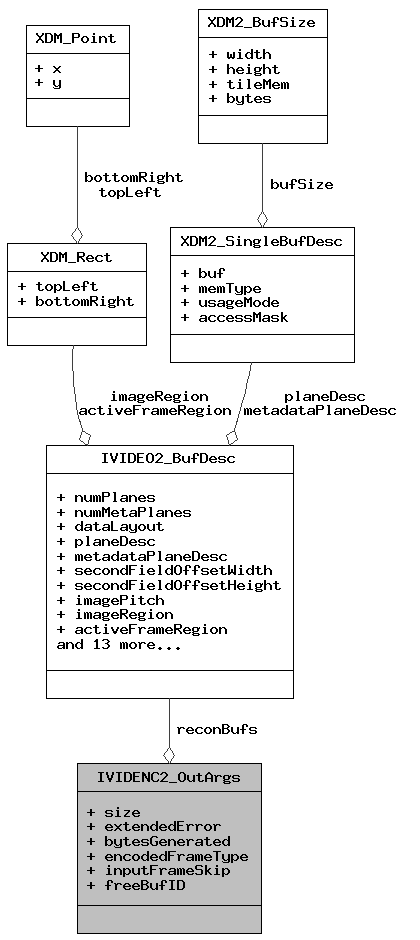 XDM_Point
+ x
+ y
XDM2_BufSize
+ width
+ height
+ tileMem
+ bytes
bottomRight
topLeft
bufSize
XDM_Rect
+ topLeft
+ bottomRight
XDM2_SingleBufDesc
+ buf
+ memType
+ usageMode
+ accessMask
imageRegion
activeFrameRegion
planeDesc
metadataPlaneDesc
IVIDEO2_BufDesc
+ numPlanes
+ numMetaPlanes
+ dataLayout
+ planeDesc
+ metadataPlaneDesc
+ secondFieldOffsetWidth
+ secondFieldOffsetHeight
+ imagePitch
+ imageRegion
+ activeFrameRegion
and 13 more...
reconBufs
IVIDENC2_OutArgs
+ size
+ extendedError
+ bytesGenerated
+ encodedFrameType
+ inputFrameSkip
+ freeBufID